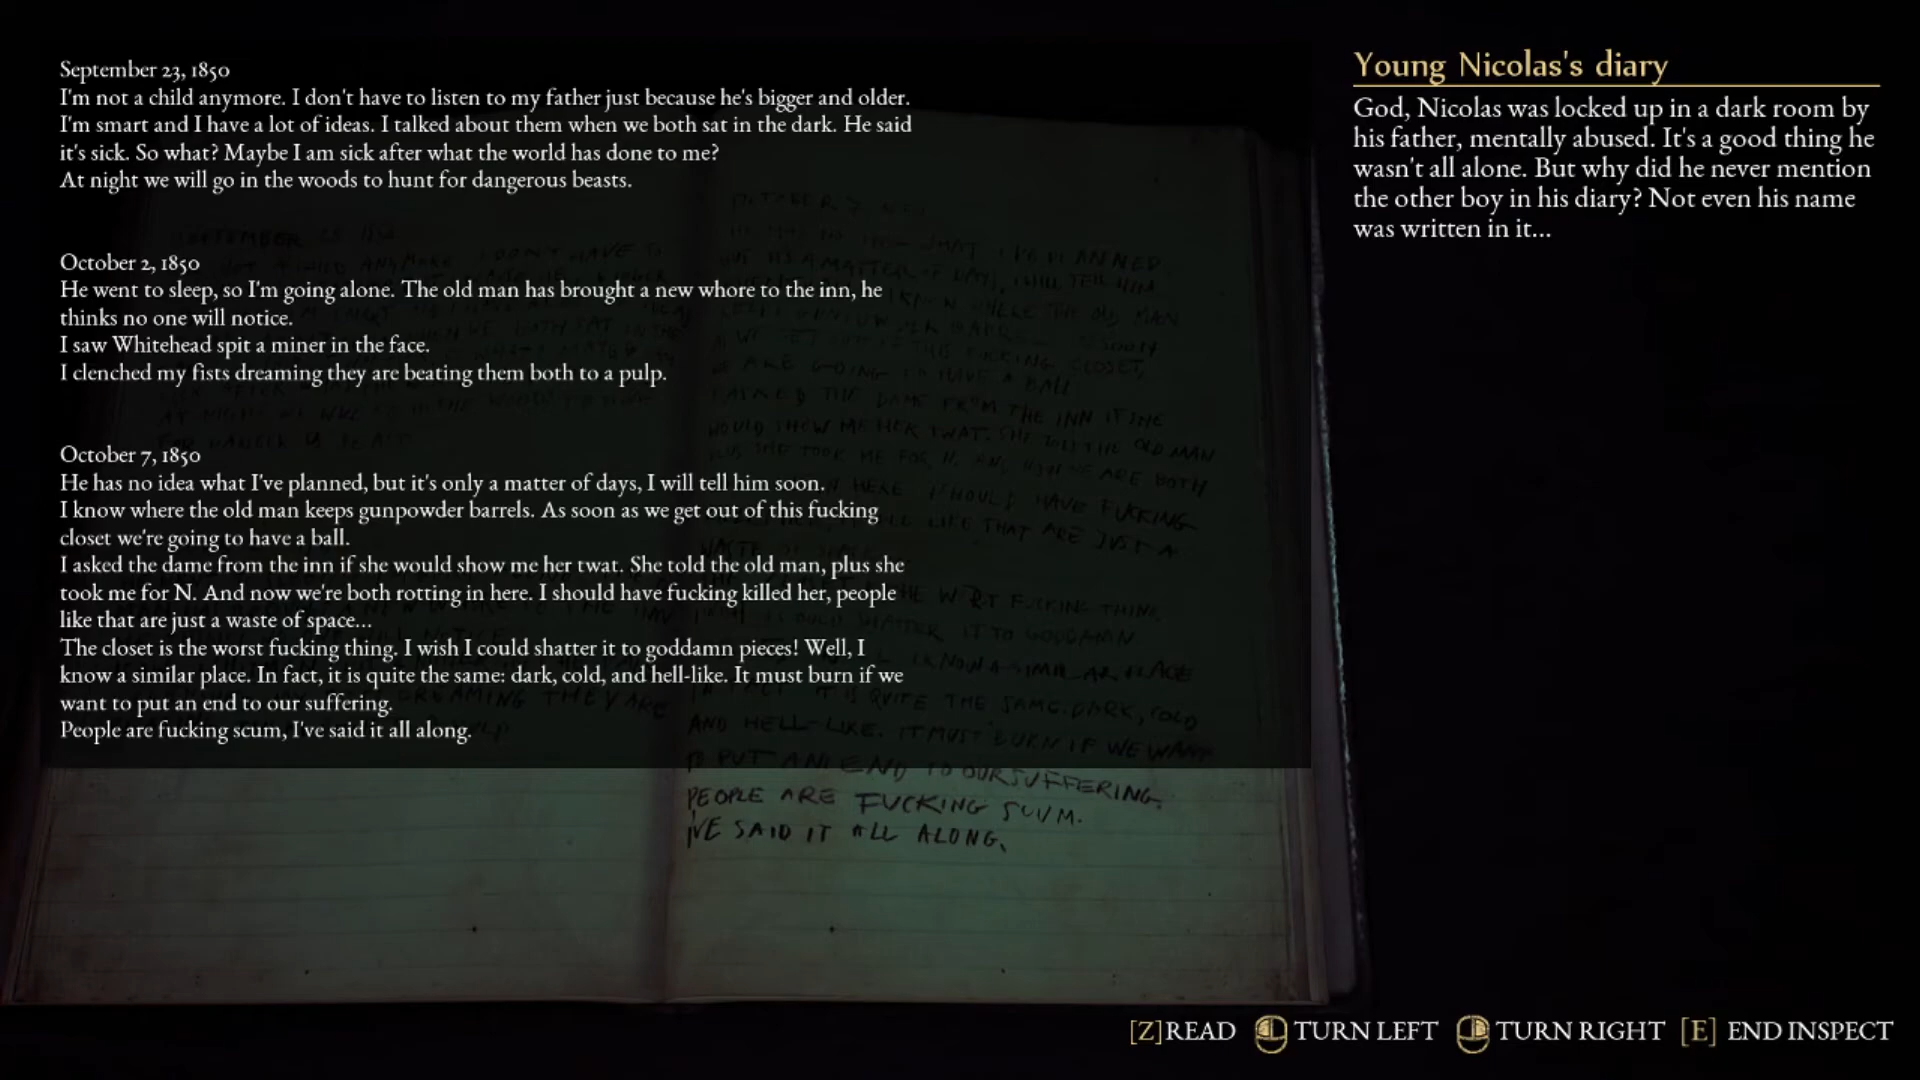 September 23, 1850
I'm not a child anymore. I don't have to listen to my father just because he's bigger and older.
I'm smart and I have a lot of ideas. I talked about them when we both sat in the dark. He said
it's sick. So what? Maybe I am sick after what the world has done to me?
At night we will go in the woods to hunt for dangerous beasts.
October 2, 1850
He went to sleep, so I'm going alone. The old man has brought a new whore to the inn, he
thinks no one will notice.
I saw Whitehead spit a miner in the face.
I clenched my fists dreaming they are beating them both to a pulp.
October 7, 1850
He has no idea what I've planned, but it's only a matter of days, I will tell him soon.
I know where the old man keeps gunpowder barrels. As soon as we get out of this fucking
closet we're going to have a ball.
I asked the dame from the inn if she would show me her twat. She told the old man, plus she
took me for N. And now we're both rotting in here. I should have fucking killed her, people
like that are just a waste of space...
The closet is the worst fucking thing. I wish I could shatter it to goddamn pieces! Well, I
know a similar place. In fact, it is quite the same: dark, cold, and hell-like. It must burn if we
want to put an end to our suffering.
People are fucking scum, I've said it all along.
AND HELL-LIKE. IT MUST BURN IF WE WANT
TO PUT AN END TO OUR SUFFERING.
PEOPLE ARE FUCKING SCUM.
I'VE SAID IT ALL ALONG.
Young Nicolas's diary
God, Nicolas was locked up in a dark room by
his father, mentally abused. It's a good thing he
wasn't all alone. But why did he never mention
the other boy in his diary? Not even his name
was written in it...
[Z]READ TURN LEFT TURN RIGHT [E] END INSPECT